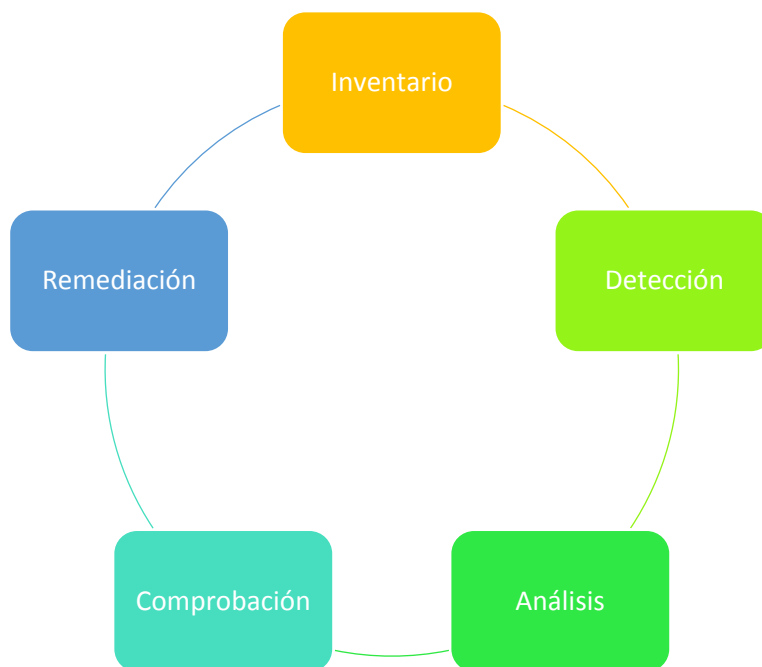 Inventario
Detección
Análisis
Comprobación
Remediación